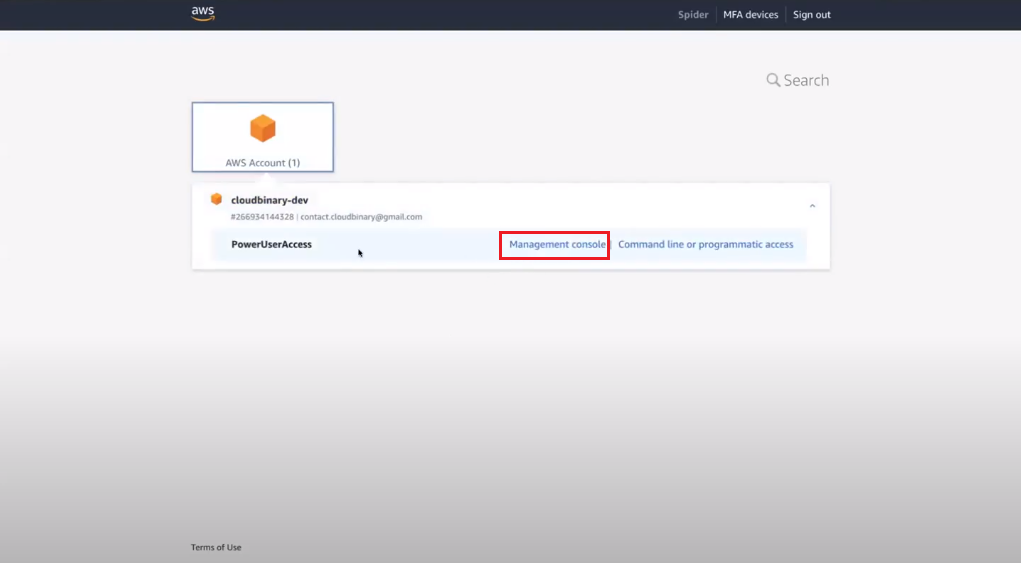 aws
Spider MFA devices Sign out
Search
AWS Account (1)
cloudbinary-dev
#266934144328 | contact.cloudbinary@gmail.com
PowerUserAccess Management console | Command line or programmatic access
Terms of Use